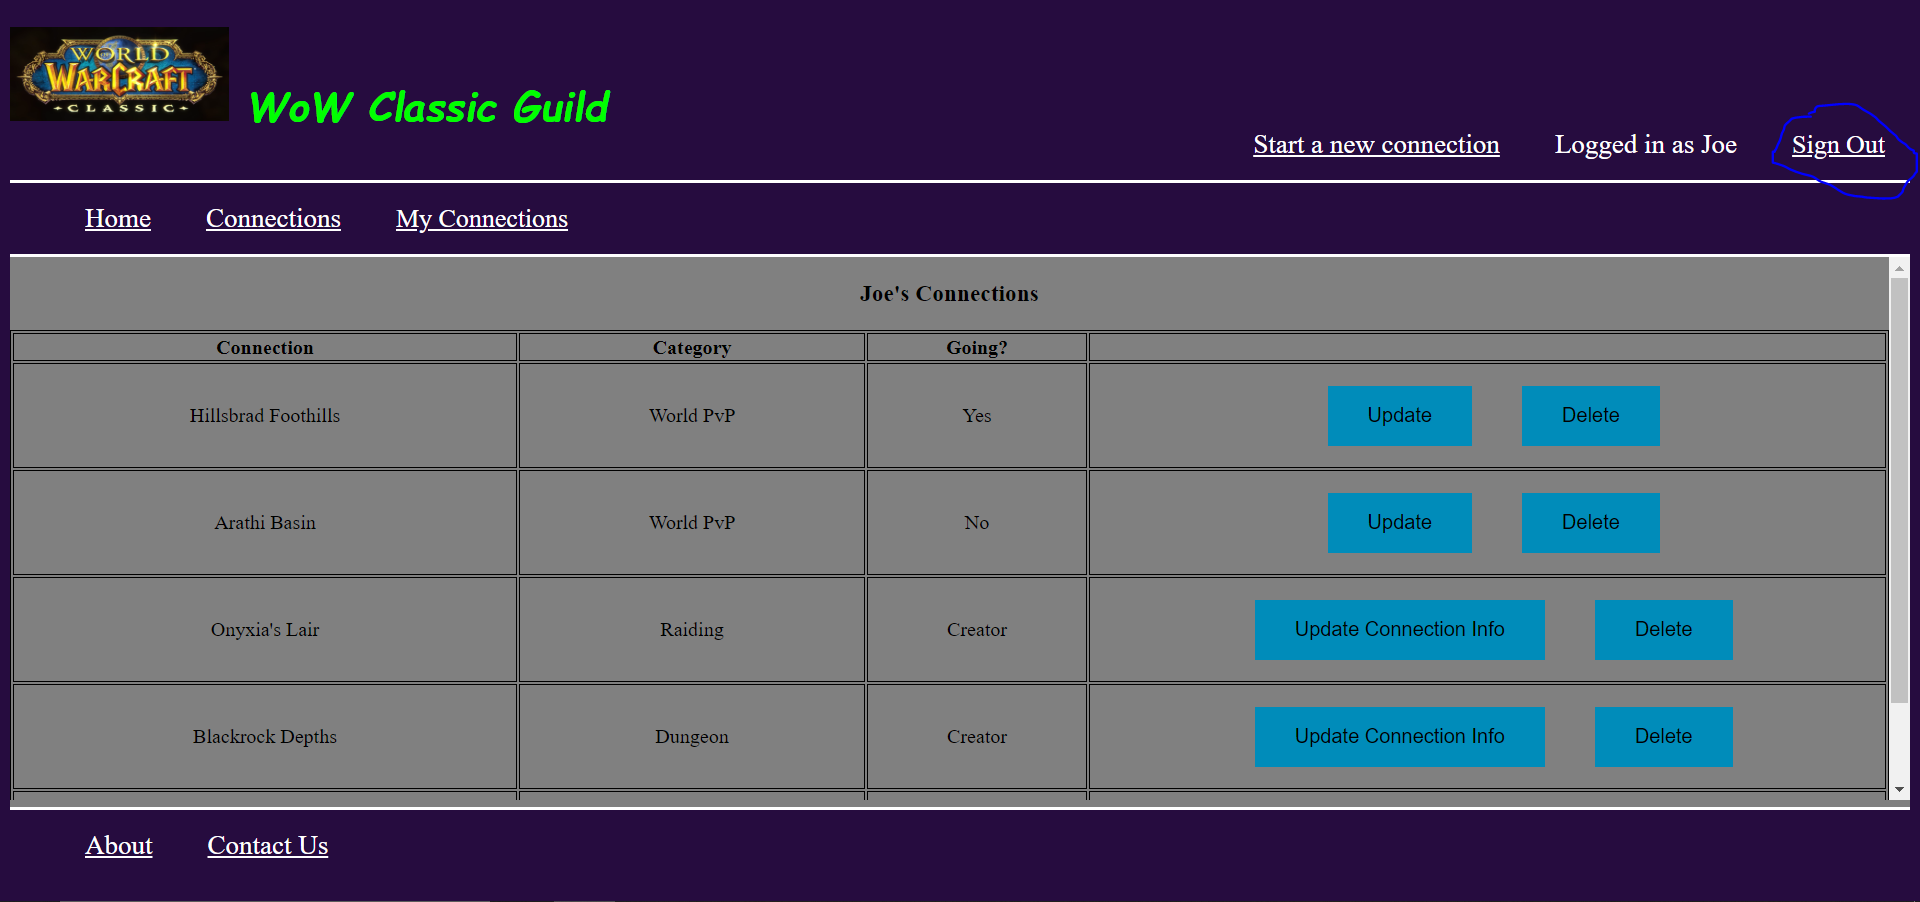 WORLD
WARCRAFT
CLASSIC
WoW Classic Guild
Start a new connection Logged in as Joe Sign Out
Home Connections My Connections
Joe's Connections
Connection Category Going?
Hillsbrad Foothills World PvP Yes Update Delete
Arathi Basin World PvP No Update Delete
Onyxia's Lair Raiding Creator Update Connection Info Delete
Blackrock Depths Dungeon Creator Update Connection Info Delete
About Contact Us